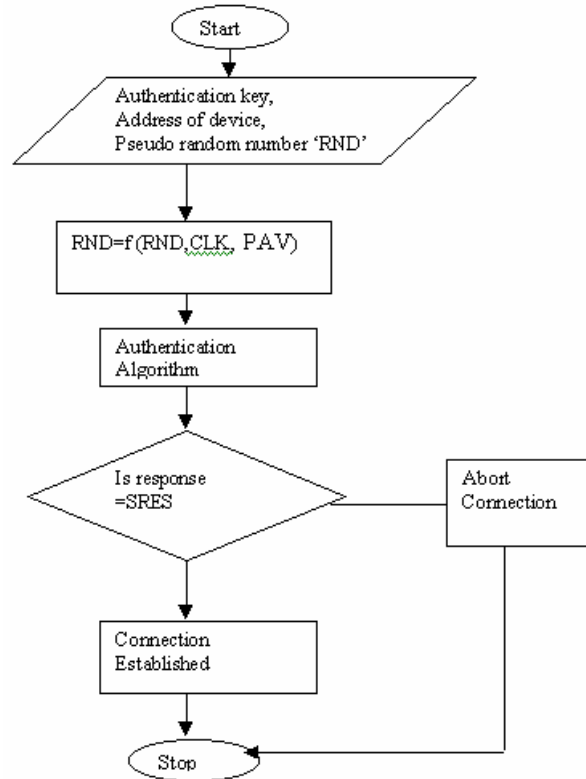 Start
Authentication key,
Address of device,
Pseudo random number ‘RND’
RND=f(RND,CLK, PAV)
Authentication
Algorithm
Is response
=SRES
Abort
Connection
Connection
Established
Stop